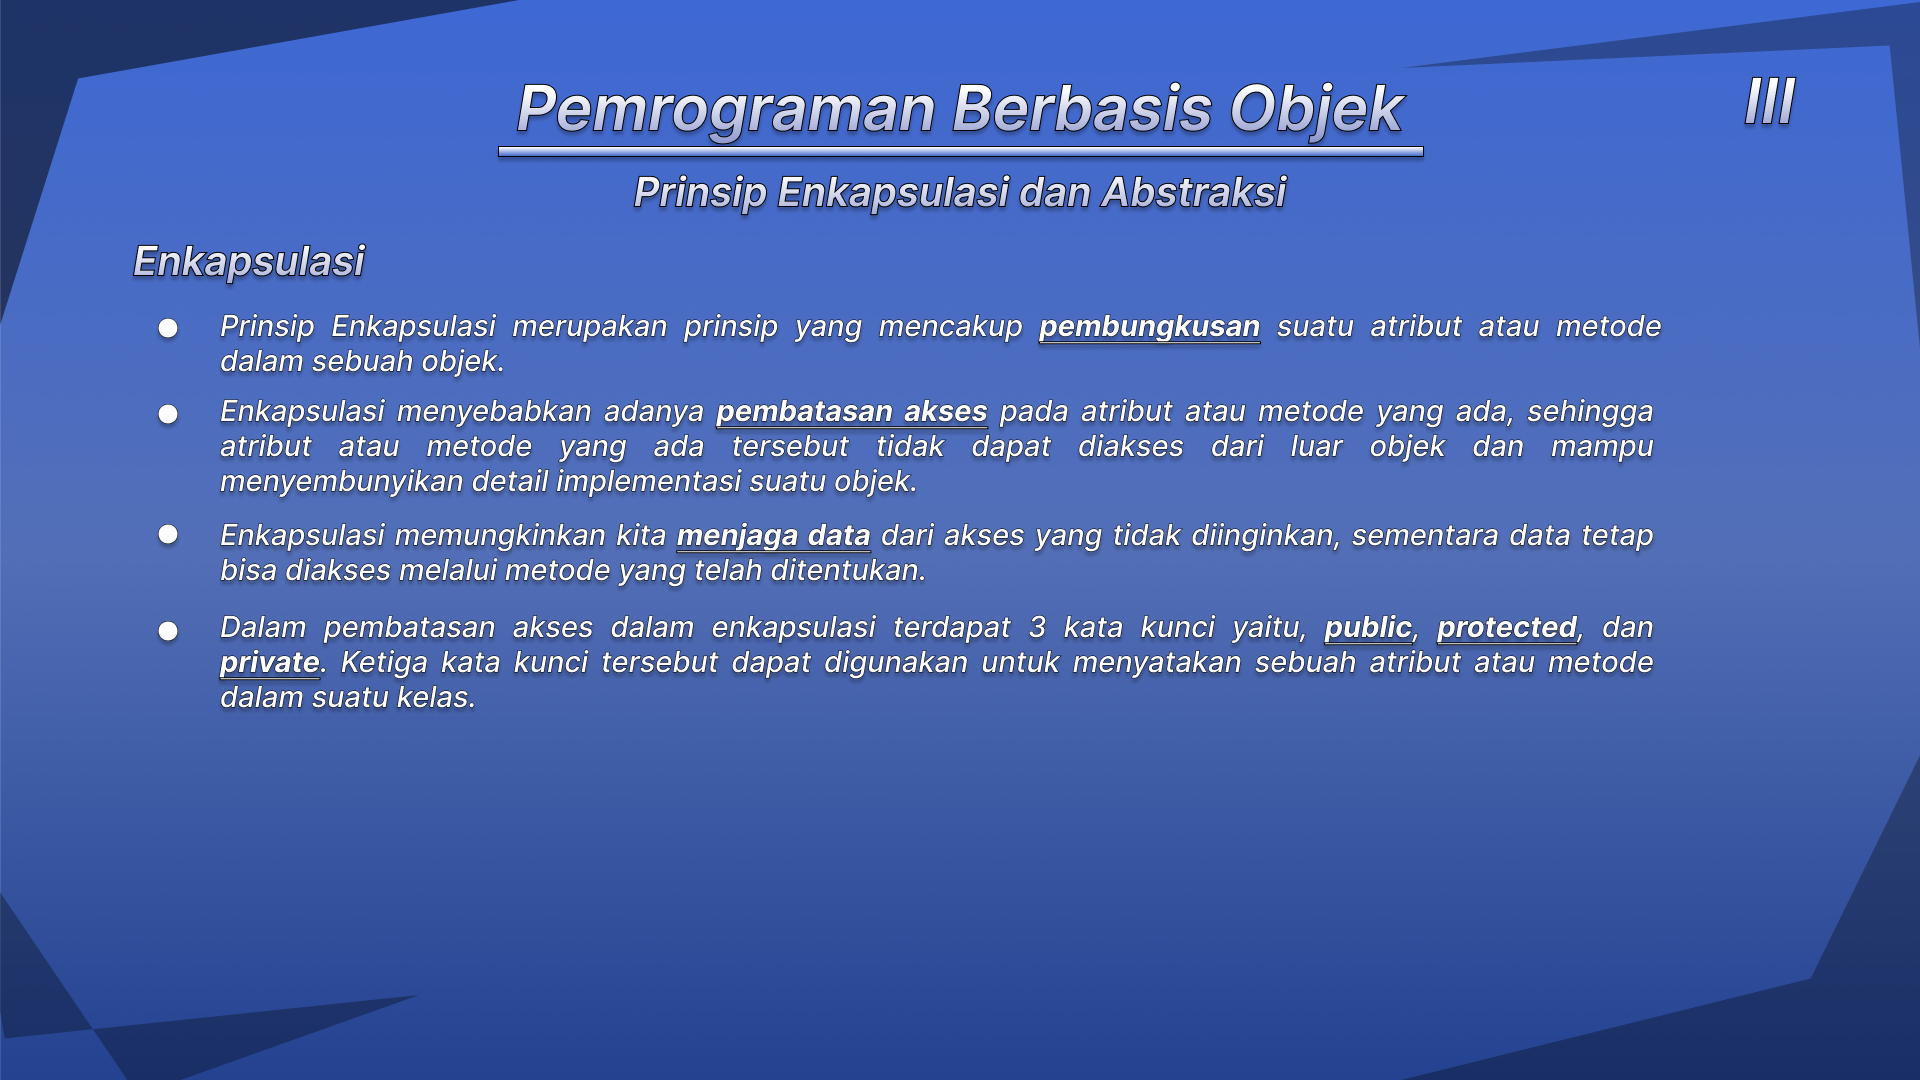 Pemrograman Berbasis Objek
III
Prinsip Enkapsulasi dan Abstraksi
Enkapsulasi
● Prinsip Enkapsulasi merupakan prinsip yang mencakup pembungkusan suatu atribut atau metode
dalam sebuah objek.
● Enkapsulasi menyebabkan adanya pembatasan akses pada atribut atau metode yang ada, sehingga
atribut atau metode yang ada tersebut tidak dapat diakses dari luar objek dan mampu
menyembunyikan detail implementasi suatu objek.
● Enkapsulasi memungkinkan kita menjaga data dari akses yang tidak diinginkan, sementara data tetap
bisa diakses melalui metode yang telah ditentukan.
● Dalam pembatasan akses dalam enkapsulasi terdapat 3 kata kunci yaitu, public, protected, dan
private. Ketiga kata kunci tersebut dapat digunakan untuk menyatakan sebuah atribut atau metode
dalam suatu kelas.